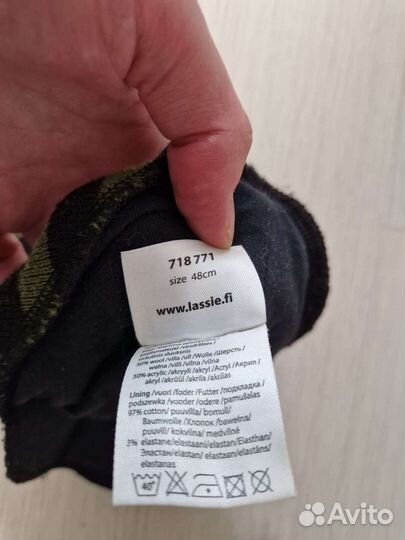 718 771
size 48cm
www.lassie.fi
50% wool /villa / ull /Wolle / Шерсть /
wełna / villi / vilna / vilna
50% acrylic /akryyli / akryl / Acryl / Акрил /
akryl / akrüül / akrila / akrilas
Lining /vuori / foder /Futter / подкладка /
podszewka /vooder / odere / pamušalas
97% cotton/ puuvilla/ bomull/
Baumwolle / Хлопок /bawełna/
puuvill / kokvilna / medvilnė
3% elastane/elastaani/elastan/Elasthan/
Эластан/elastan/elastaan/elastāns/
elastanas
40°
Avito